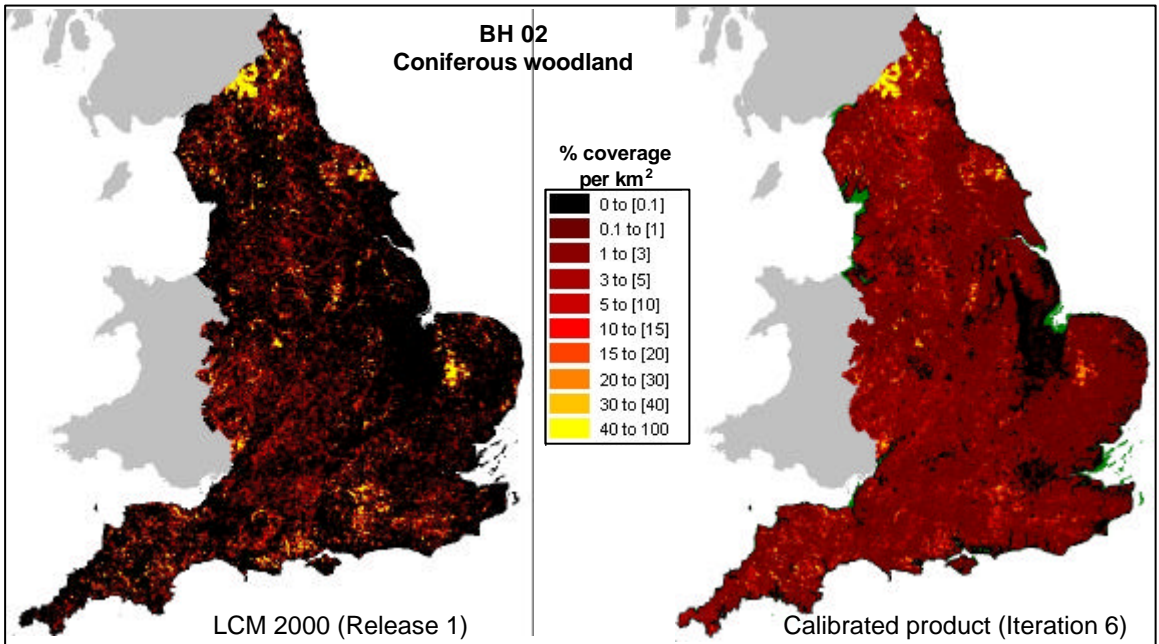 BH 02
Coniferous woodland
% coverage
per km²
0 to [0.1]
0.1 to [1]
1 to [3]
3 to [5]
5 to [10]
10 to [15]
15 to [20]
20 to [30]
30 to [40]
40 to 100
LCM 2000 (Release 1)
Calibrated product (Iteration 6)